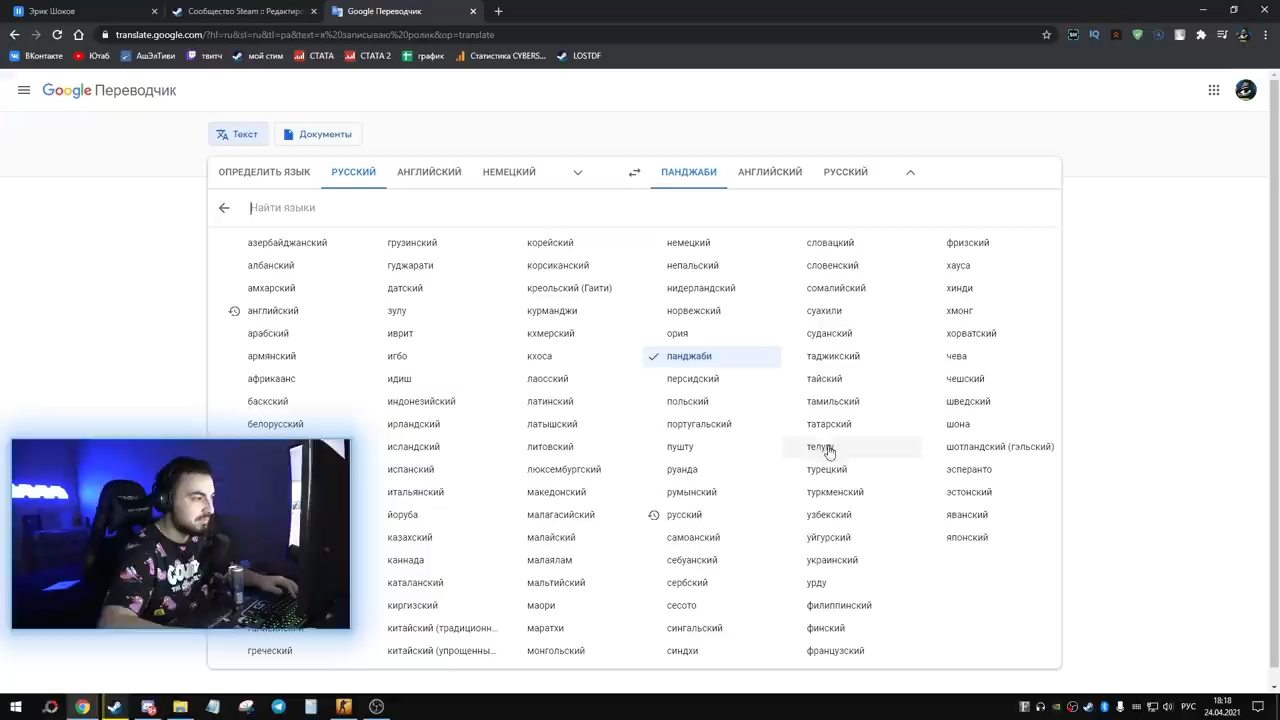 Эрик Шоков
Сообщество Steam :: Редактиро
Google Переводчик
translate.google.com/?hl=ru&sl=ru&tl=pa&text=я%20записываю%20ролик&op=translate
ВКонтакте
Ютаб
АшЭлТиви
твитч
мой стим
СТАТА
СТАТА 2
график
Статистика CYBERS...
LOSTDF
Google Переводчик
Текст
Документы
ОПРЕДЕЛИТЬ ЯЗЫК
РУССКИЙ
АНГЛИЙСКИЙ
НЕМЕЦКИЙ
ПАНДЖАБИ
АНГЛИЙСКИЙ
РУССКИЙ
Найти языки
азербайджанский
албанский
амхарский
английский
арабский
армянский
африкаанс
баскский
белорусский
греческий
грузинский
гуджарати
датский
зулу
иврит
игбо
идиш
индонезийский
ирландский
исландский
испанский
итальянский
йоруба
казахский
каннада
каталанский
киргизский
китайский (традиционн...
китайский (упрощенны...
корейский
корсиканский
креольский (Гаити)
курманджи
кхмерский
кхоса
лаосский
латинский
латышский
литовский
люксембургский
македонский
малагасийский
малайский
малаялам
мальтийский
маори
маратхи
монгольский
немецкий
непальский
нидерландский
норвежский
ория
панджаби
персидский
польский
португальский
пушту
руанда
румынский
русский
самоанский
себуанский
сербский
сесото
сингальский
синдхи
словацкий
словенский
сомалийский
суахили
суданский
таджикский
тайский
тамильский
татарский
телугу
турецкий
туркменский
узбекский
уйгурский
украинский
урду
филиппинский
финский
французский
фризский
хауса
хинди
хмонг
хорватский
чева
чешский
шведский
шона
шотландский (гэльский)
эсперанто
эстонский
яванский
японский
РУС
18:18
24.04.2021